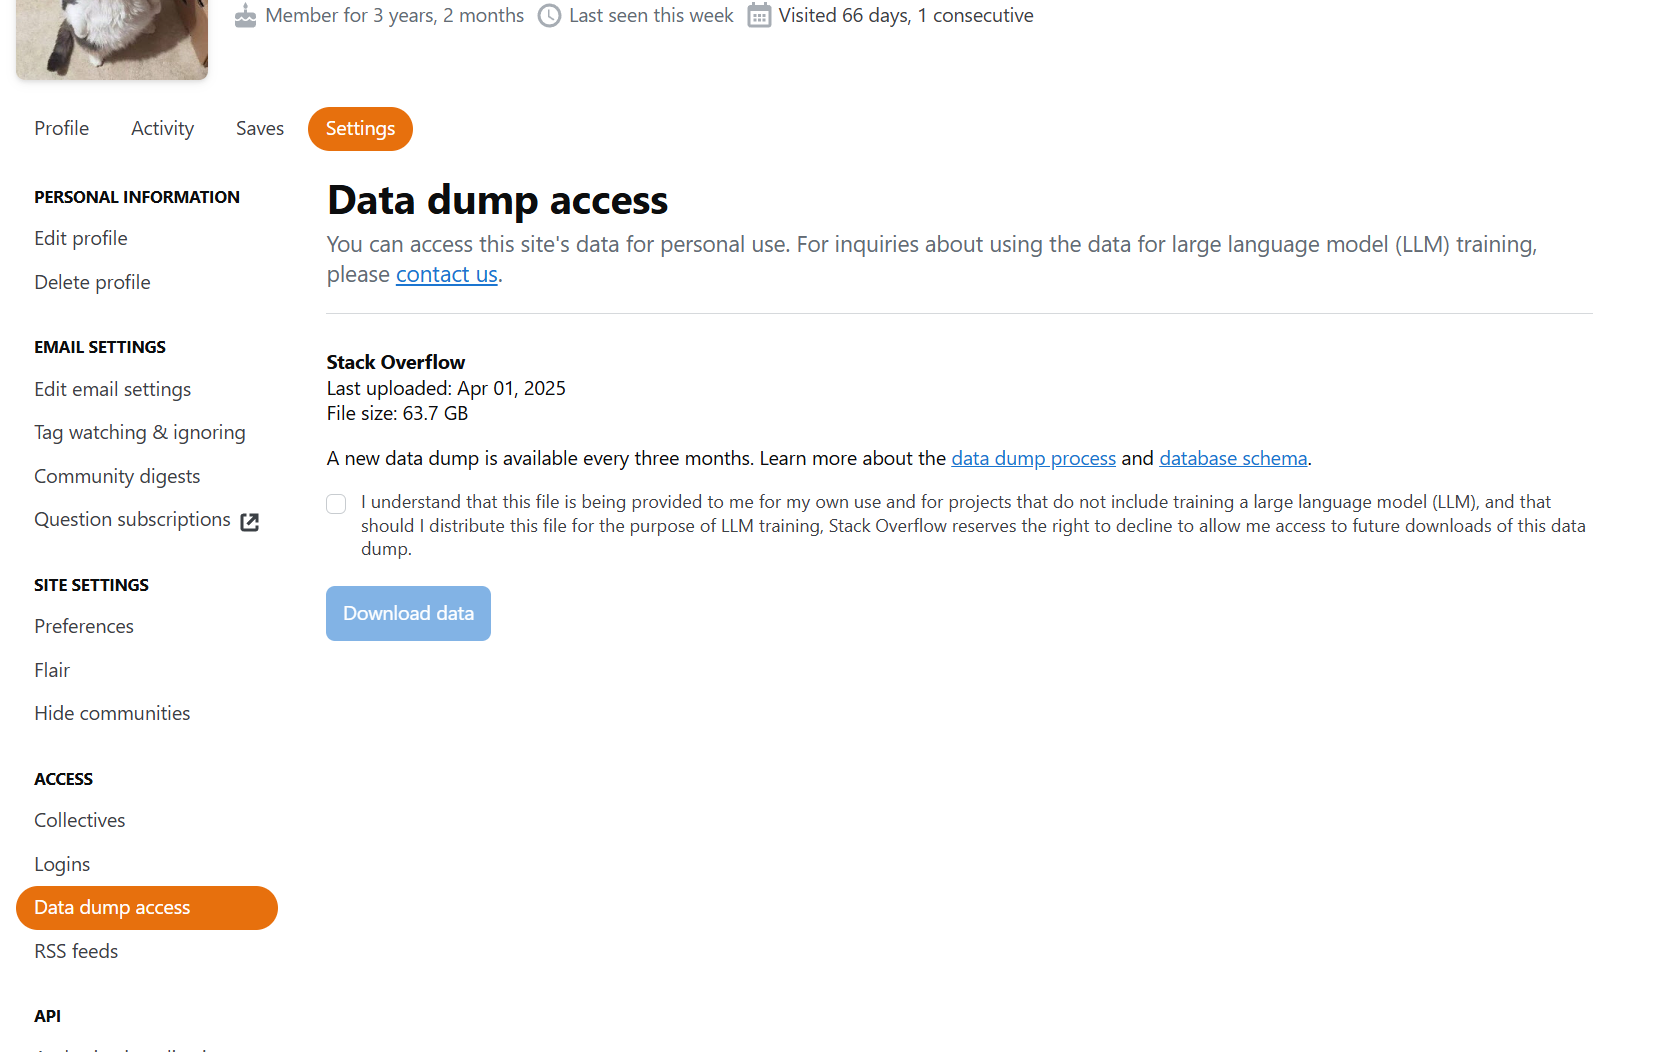 Member for 3 years, 2 months Last seen this week Visited 66 days, 1 consecutive
Profile Activity Saves Settings
PERSONAL INFORMATION
Edit profile
Delete profile
EMAIL SETTINGS
Edit email settings
Tag watching & ignoring
Community digests
Question subscriptions
SITE SETTINGS
Preferences
Flair
Hide communities
ACCESS
Collectives
Logins
Data dump access
RSS feeds
API
Data dump access
You can access this site's data for personal use. For inquiries about using the data for large language model (LLM) training,
please contact us.
Stack Overflow
Last uploaded: Apr 01, 2025
File size: 63.7 GB
A new data dump is available every three months. Learn more about the data dump process and database schema.
I understand that this file is being provided to me for my own use and for projects that do not include training a large language model (LLM), and that
should I distribute this file for the purpose of LLM training, Stack Overflow reserves the right to decline to allow me access to future downloads of this data
dump.
Download data